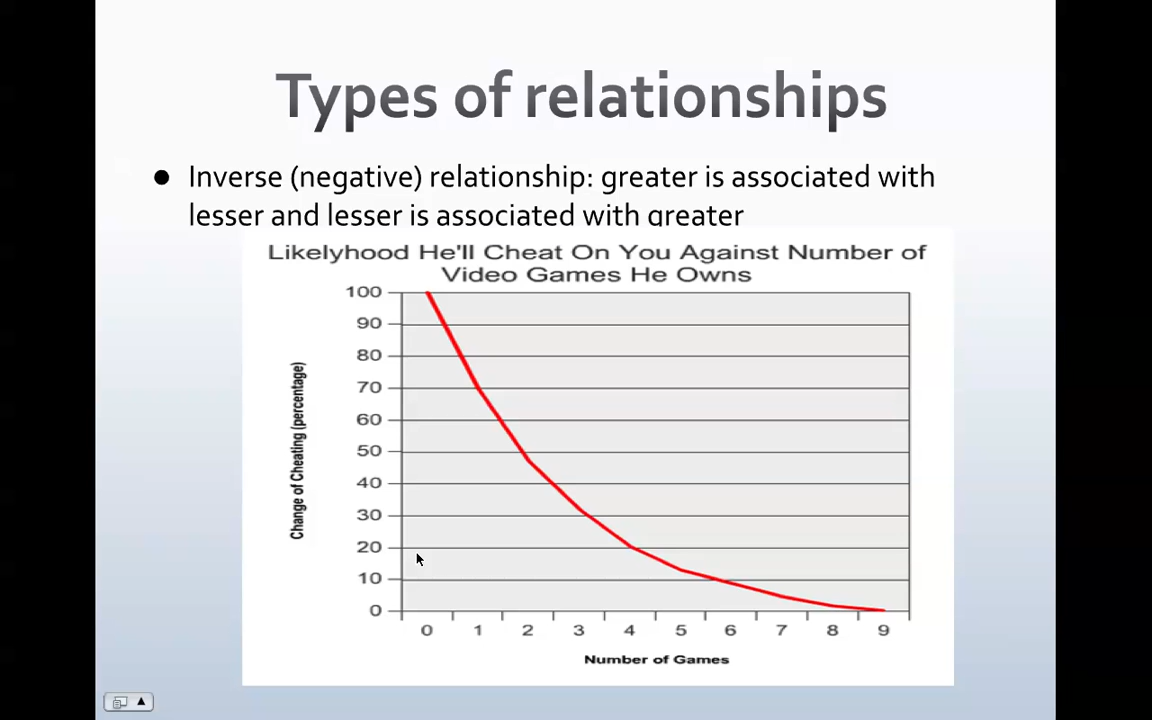 Types of relationships
● Inverse (negative) relationship: greater is associated with
lesser and lesser is associated with greater
Likelyhood He'll Cheat On You Against Number of
Video Games He Owns
100
90
80
70
60
50
40
30
20
10
0
Change of Cheating (percentage)
0 1 2 3 4 5 6 7 8 9
Number of Games